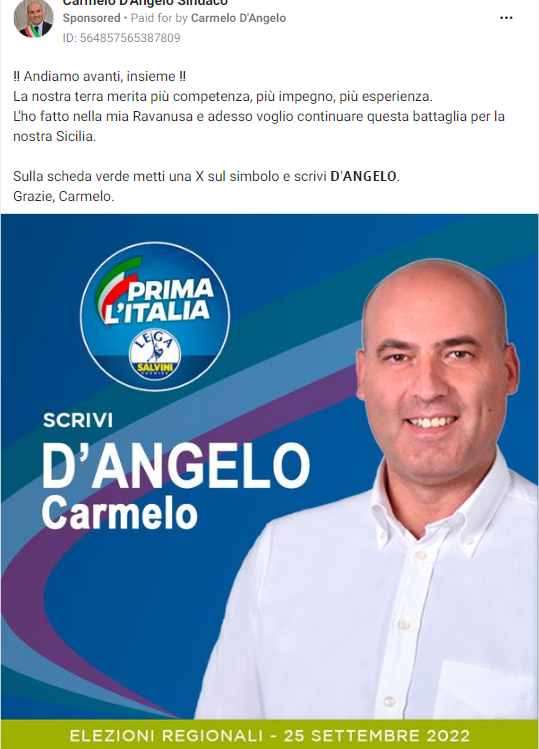 Carmelo D'Angelo Sindaco
Sponsored • Paid for by Carmelo D'Angelo
ID: 564857565387809
!! Andiamo avanti, insieme !!
La nostra terra merita più competenza, più impegno, più esperienza.
L'ho fatto nella mia Ravanusa e adesso voglio continuare questa battaglia per la
nostra Sicilia.
Sulla scheda verde metti una X sul simbolo e scrivi D'ANGELO.
Grazie, Carmelo.
PRIMA
L'ITALIA
LEGA
SALVINI
PREMIER
SCRIVI
D'ANGELO
Carmelo
ELEZIONI REGIONALI - 25 SETTEMBRE 2022